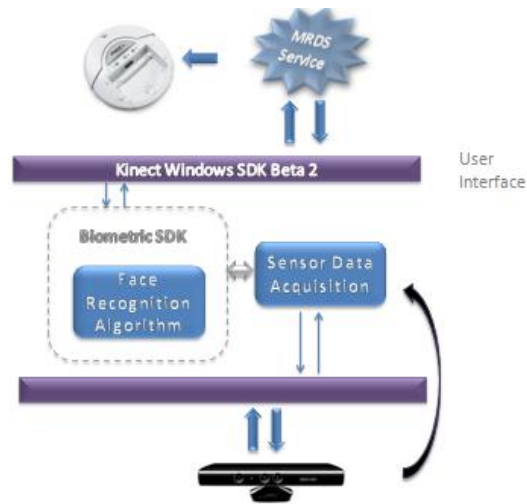 MRDS
Service
Kinect Windows SDK Beta 2
User
Interface
Biometric SDK
Face
Recognition
Algorithm
Sensor Data
Acquisition